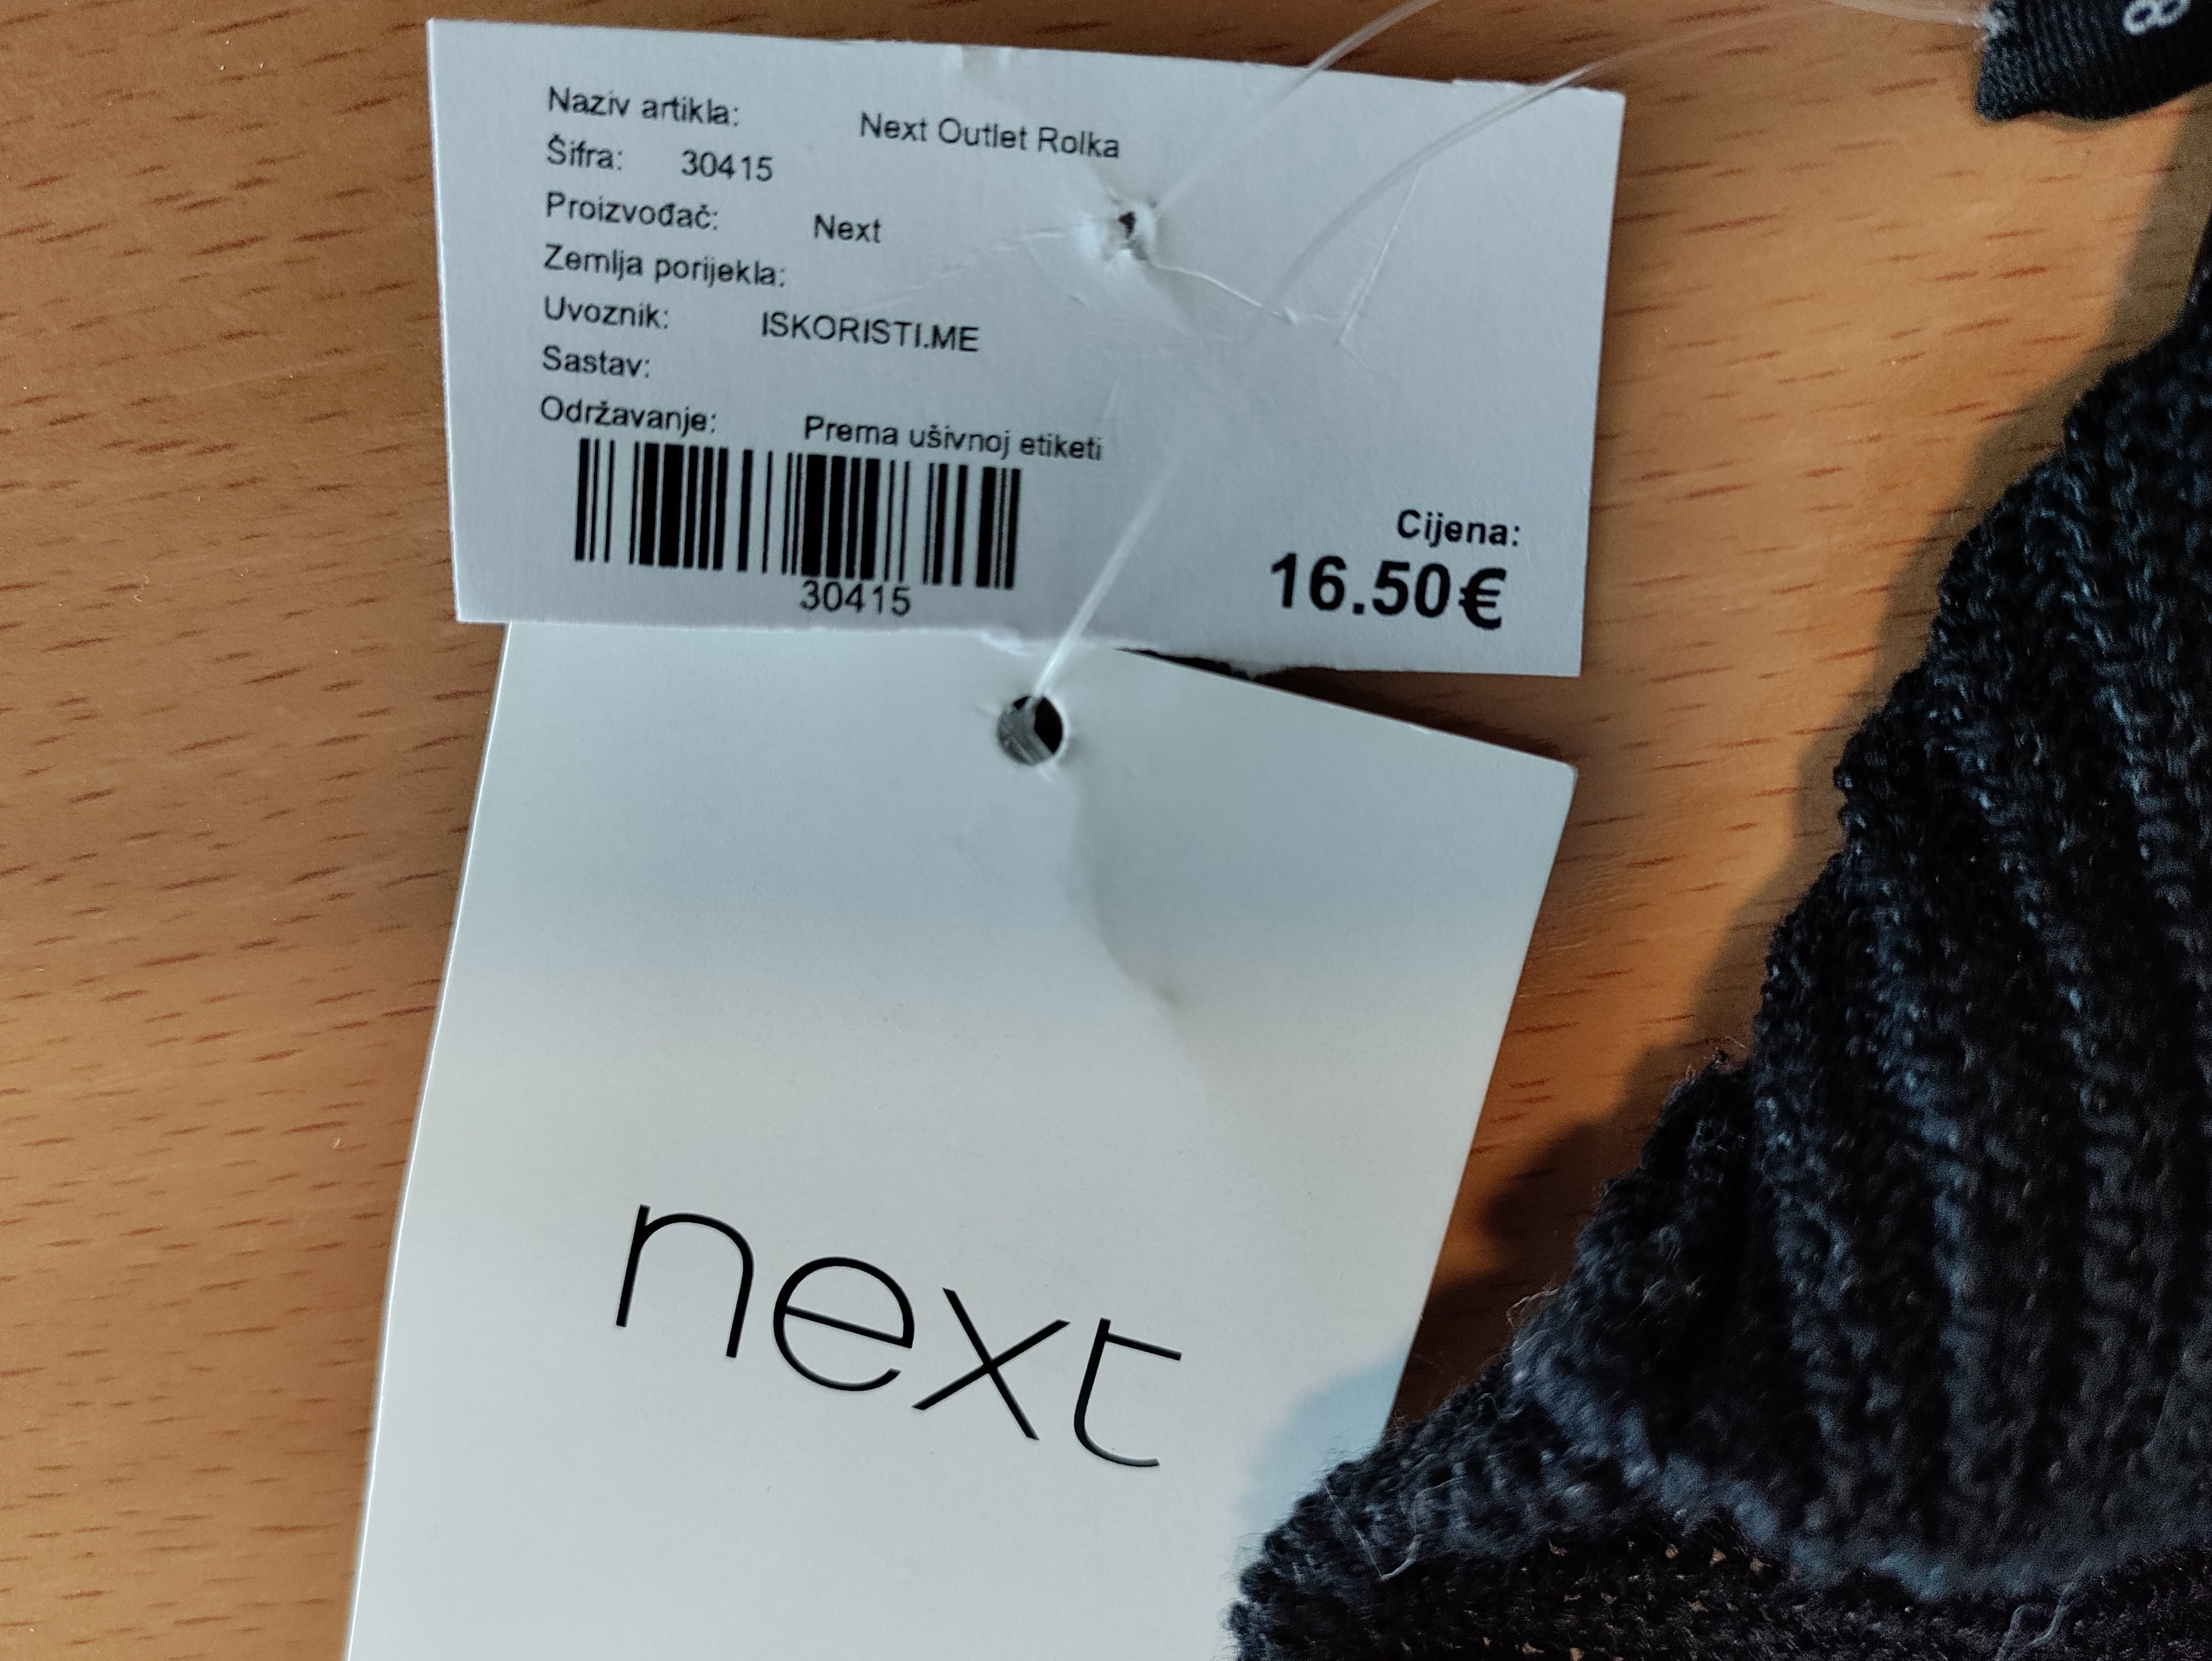 Naziv artikla: Next Outlet Rolka
Šifra: 30415
Proizvođač: Next
Zemlja porijekla:
Uvoznik: ISKORISTI.ME
Sastav:
Održavanje: Prema ušivnoj etiketi
30415
Cijena:
16.50€
next
8